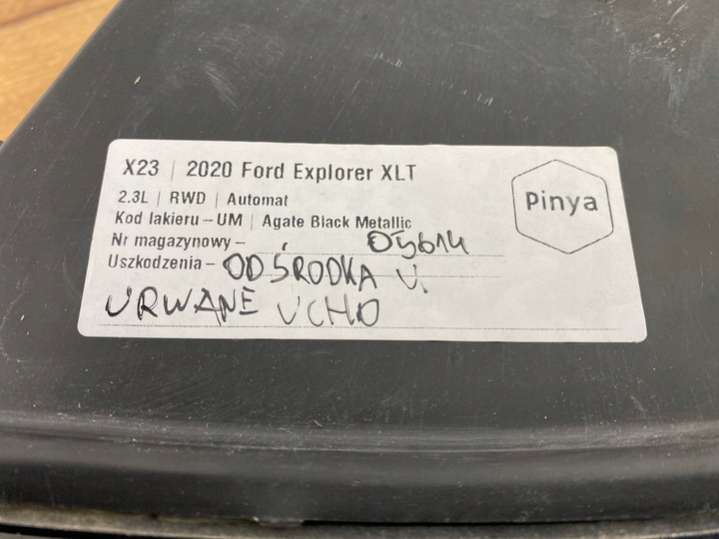 X23 | 2020 Ford Explorer XLT
Pinya
2.3L | RWD | Automat
Kod lakieru – UM | Agate Black Metallic
Nr magazynowy – 05614
Uszkodzenia – OD ŚRODKA U.
URWANE UCHO